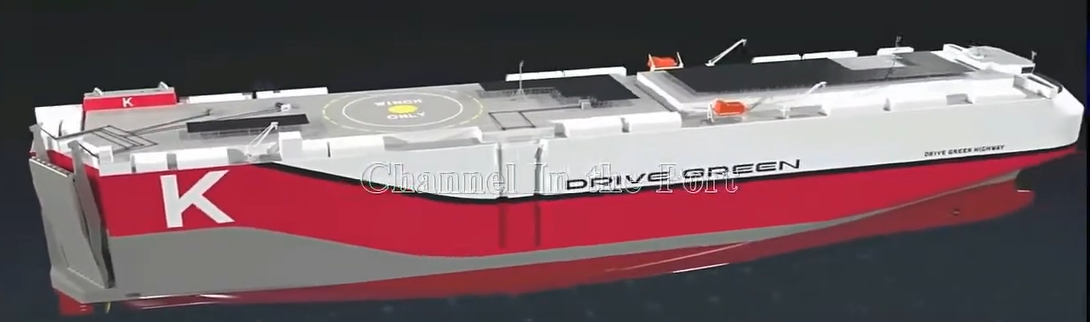 K
WINCH
ONLY
DRIVE GREEN
DRIVE GREEN HIGHWAY
K
Channel In the Port